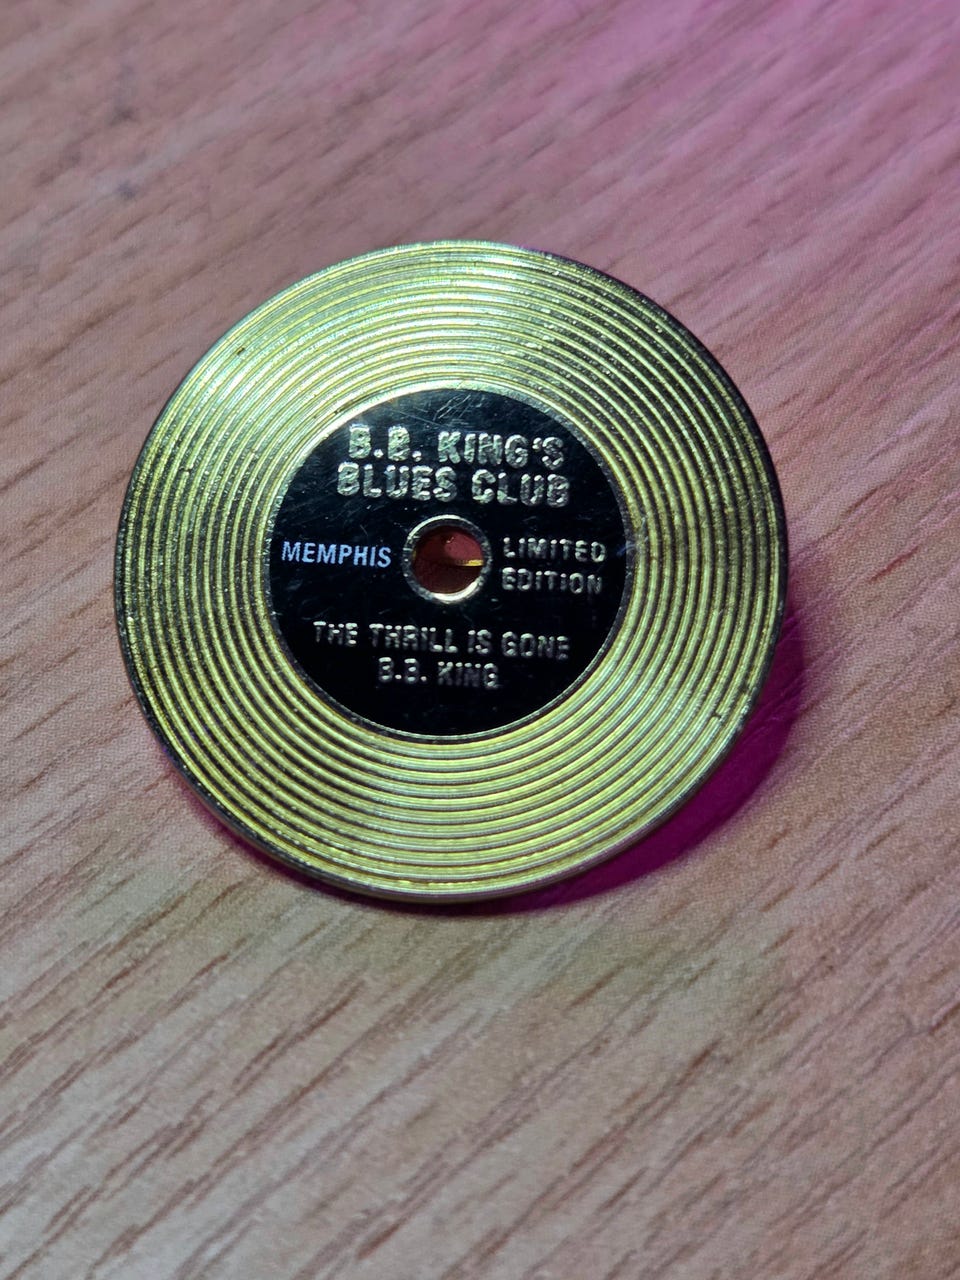 B.B. KING'S
BLUES CLUB
MEMPHIS
LIMITED
EDITION
THE THRILL IS GONE
B.B. KING